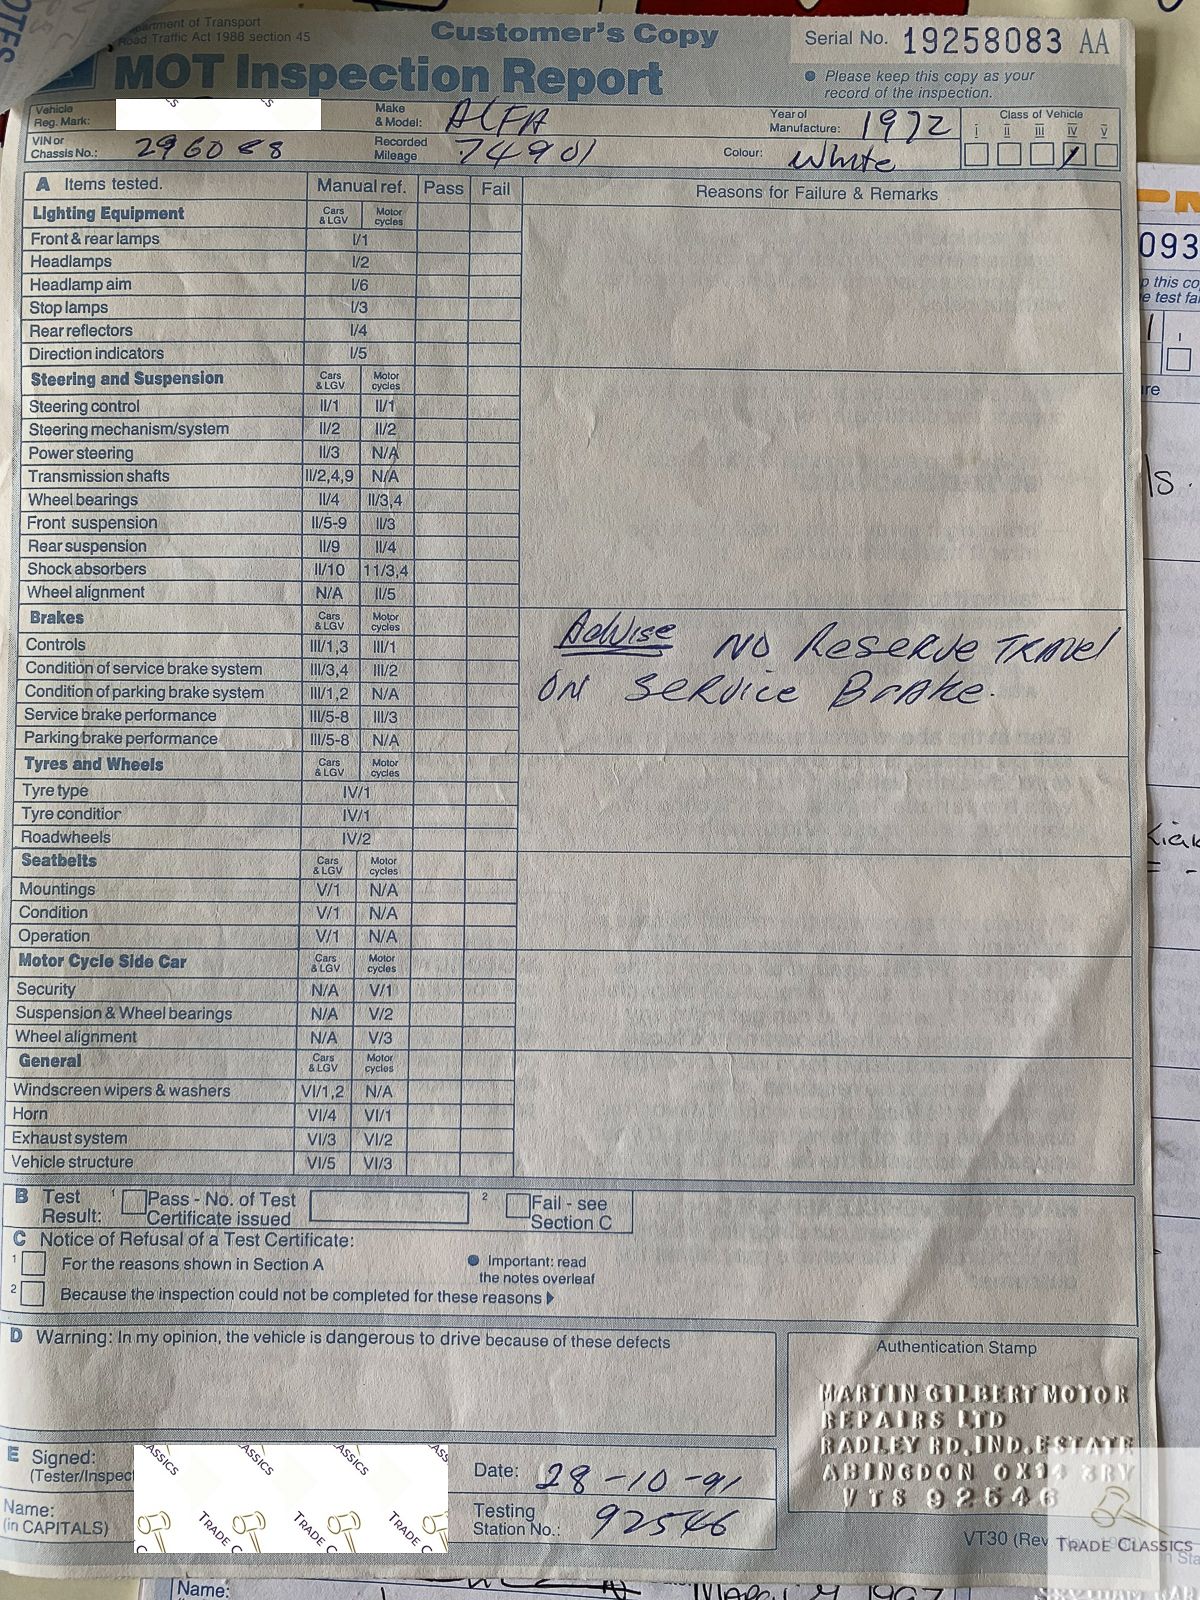 OTES
Department of Transport
Road Traffic Act 1988 section 45
Customer's Copy
MOT Inspection Report
Serial No. 19258083 AA
Please keep this copy as your
record of the inspection.
Vehicle
Reg. Mark:
Make
& Model: ALFA
Year of
Manufacture: 1972
Class of Vehicle
I II III IV V
VIN or
Chassis No.:
Recorded
Mileage 74901
Colour: White
A Items tested. Manual ref. Pass Fail Reasons for Failure & Remarks
Lighting Equipment Cars & LGV Motor cycles
Front & rear lamps I/1
Headlamps I/2
Headlamp aim I/6
Stop lamps I/3
Rear reflectors I/4
Direction indicators I/5
Steering and Suspension Cars & LGV Motor cycles
Steering control II/1 II/1
Steering mechanism/system II/2 II/2
Power steering II/3 N/A
Transmission shafts II/2,4,9 N/A
Wheel bearings II/4 II/3,4
Front suspension II/5-9 II/3
Rear suspension II/9 II/4
Shock absorbers II/10 11/3,4
Wheel alignment N/A II/5
Brakes Cars & LGV Motor cycles
Controls III/1,3 III/1
Condition of service brake system III/3,4 III/2
Condition of parking brake system III/1,2 N/A
Service brake performance III/5-8 III/3
Parking brake performance III/5-8 N/A
Advise NO Reserve TRAVel
ON Service Brake.
Tyres and Wheels Cars & LGV Motor cycles
Tyre type IV/1
Tyre condition IV/1
Roadwheels IV/2
Seatbelts Cars & LGV Motor cycles
Mountings V/1 N/A
Condition V/1 N/A
Operation V/1 N/A
Motor Cycle Side Car Cars & LGV Motor cycles
Security N/A V/1
Suspension & Wheel bearings N/A V/2
Wheel alignment N/A V/3
General Cars & LGV Motor cycles
Windscreen wipers & washers VI/1,2 N/A
Horn VI/4 VI/1
Exhaust system VI/3 VI/2
Vehicle structure VI/5 VI/3
B Test
Result:
1 Pass - No. of Test
Certificate issued
2 Fail - see
Section C
C Notice of Refusal of a Test Certificate:
1 For the reasons shown in Section A
Important: read
the notes overleaf
2 Because the inspection could not be completed for these reasons
D Warning: In my opinion, the vehicle is dangerous to drive because of these defects
Authentication Stamp
MARTIN GILBERT MOTOR
REPAIRS LTD
RADLEY RD, IND, ESTATE
ABINGDON OX14 3RY
VTS 92546
E Signed:
(Tester/Inspec
Date: 28-10-91
Name:
(in CAPITALS)
Testing
Station No.: 92546
VT30 (Rev
TRADE CLASSICS
093
p this co
e test fai
Name: